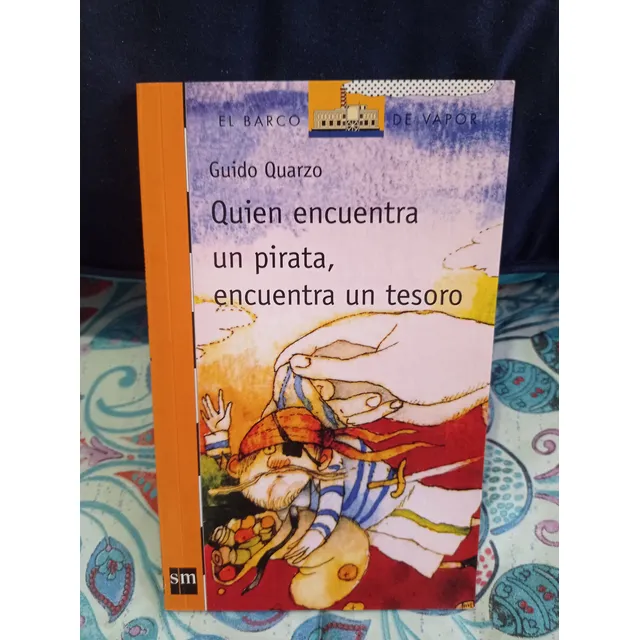 EL BARCO DE VAPOR
Guido Quarzo
Quien encuentra
un pirata,
encuentra un tesoro
sm